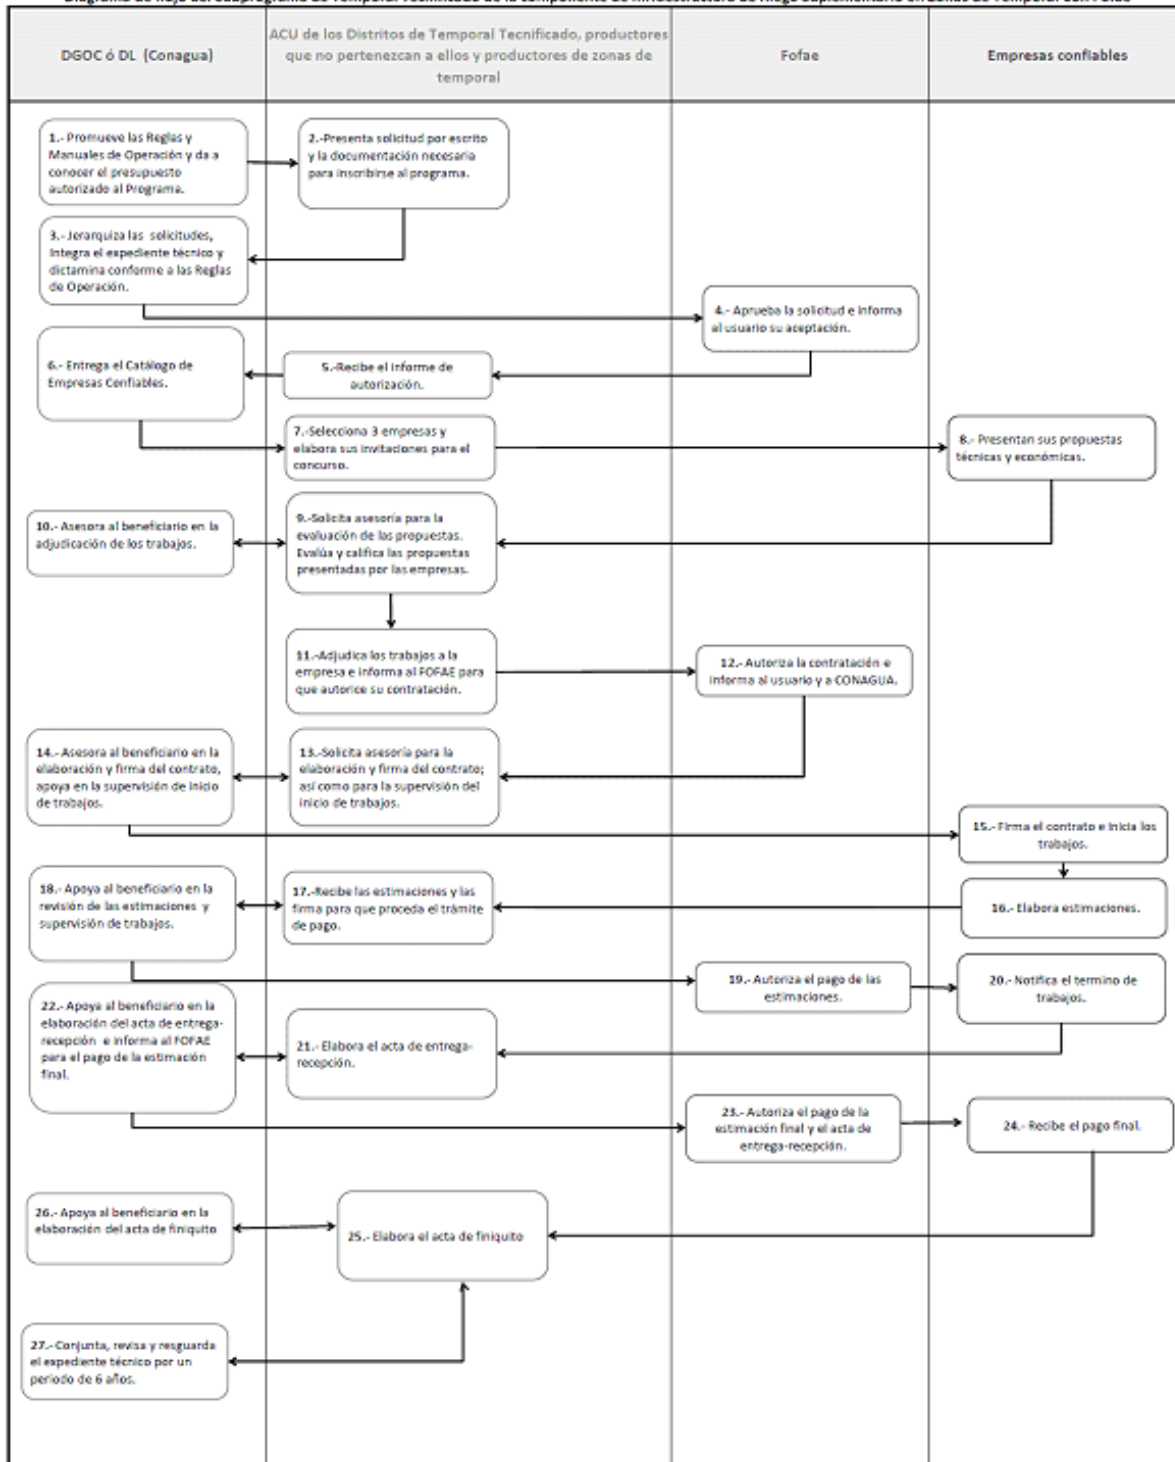 DGOC ó DL (Conagua)
ACU de los Distritos de Temporal Tecnificado, productores
que no pertenezcan a ellos y productores de zonas de
temporal
Fofae
Empresas confiables
1.- Promueve las Reglas y
Manuales de Operación y da a
conocer el presupuesto
autorizado al Programa.
2.-Presenta solicitud por escrito
y la documentación necesaria
para inscribirse al programa.
3.- Jerarquiza las solicitudes,
Integra el expediente técnico y
dictamina conforme a las Reglas
de Operación.
4.- Aprueba la solicitud e informa
al usuario su aceptación.
5.-Recibe el informe de
autorización.
6.- Entrega el Catálogo de
Empresas Confiables.
7.-Selecciona 3 empresas y
elabora sus invitaciones para el
concurso.
8.- Presentan sus propuestas
técnicas y económicas.
9.-Solicita asesoría para la
evaluación de las propuestas.
Evalúa y califica las propuestas
presentadas por las empresas.
10.- Asesora al beneficiario en la
adjudicación de los trabajos.
11.-Adjudica los trabajos a la
empresa e informa al FOFAE para
que autorice su contratación.
12.- Autoriza la contratación e
informa al usuario y a CONAGUA.
13.-Solicita asesoría para la
elaboración y firma del contrato;
así como para la supervisión del
inicio de trabajos.
14.- Asesora al beneficiario en la
elaboración y firma del contrato,
apoya en la supervisión de inicio
de trabajos.
15.- Firma el contrato e inicia los
trabajos.
16.- Elabora estimaciones.
17.-Recibe las estimaciones y las
firma para que proceda el trámite
de pago.
18.- Apoya al beneficiario en la
revisión de las estimaciones y
supervisión de trabajos.
19.- Autoriza el pago de las
estimaciones.
20.- Notifica el termino de
trabajos.
21.- Elabora el acta de entrega-
recepción.
22.- Apoya al beneficiario en la
elaboración del acta de entrega-
recepción e informa al FOFAE
para el pago de la estimación
final.
23.- Autoriza el pago de la
estimación final y el acta de
entrega-recepción.
24.- Recibe el pago final.
25.- Elabora el acta de finiquito
26.- Apoya al beneficiario en la
elaboración del acta de finiquito
27.- Conjunta, revisa y resguarda
el expediente técnico por un
periodo de 6 años.